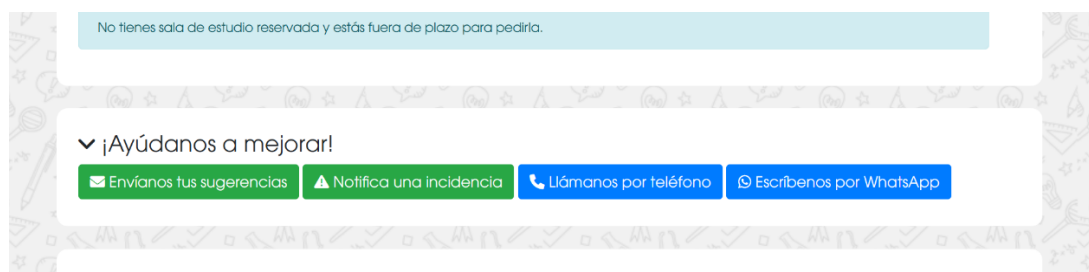 No tienes sala de estudio reservada y estás fuera de plazo para pedirla.
¡Ayúdanos a mejorar!
Envíanos tus sugerencias
Notifica una incidencia
Llámanos por teléfono
Escríbenos por WhatsApp